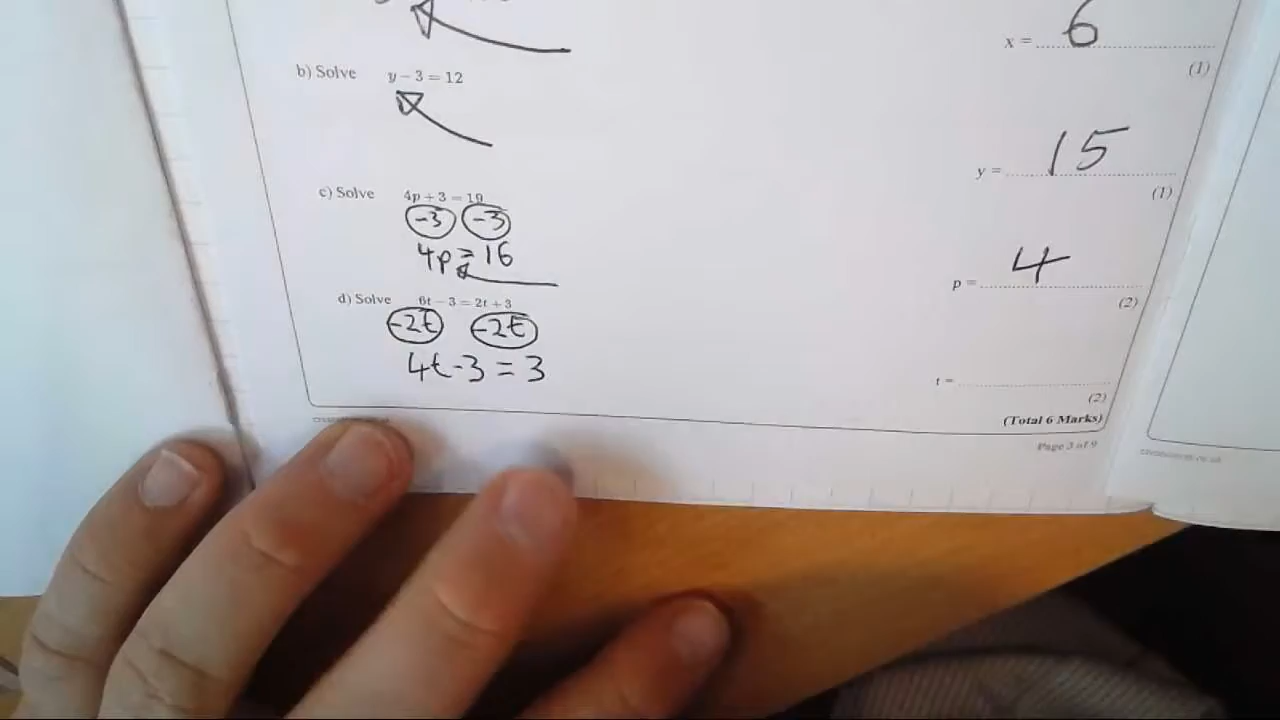 x = 6
(1)
b) Solve y − 3 = 12
y = 15
(1)
c) Solve 4p + 3 = 19
-3 -3
4p = 16
p = 4
(2)
d) Solve 6t − 3 = 2t + 3
-2t -2t
4t-3 = 3
t =
(2)
(Total 6 Marks)
Page 3 of 9